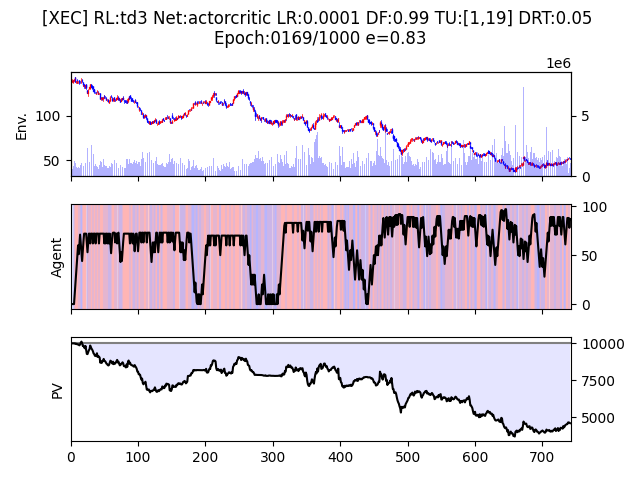 [XEC] RL:td3 Net:actorcritic LR:0.0001 DF:0.99 TU:[1,19] DRT:0.05
Epoch:0169/1000 e=0.83
1e6
Env.
100
50
5
0
Agent
100
50
0
PV
10000
7500
5000
0 100 200 300 400 500 600 700